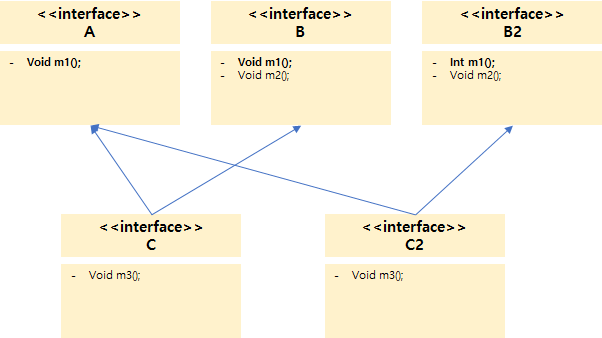 <<interface>>
A
- Void m1();
<<interface>>
B
- Void m1();
- Void m2();
<<interface>>
B2
- Int m1();
- Void m2();
<<interface>>
C
- Void m3();
<<interface>>
C2
- Void m3();